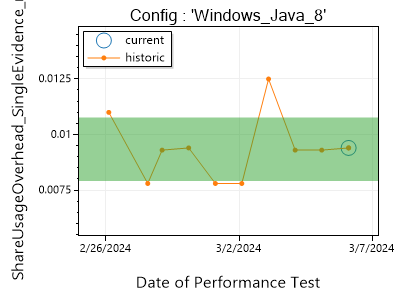 Config : 'Windows_Java_8'
current
historic
ShareUsageOverhead_SingleEvidence_
0.0125
0.01
0.0075
2/26/2024
3/2/2024
3/7/2024
Date of Performance Test